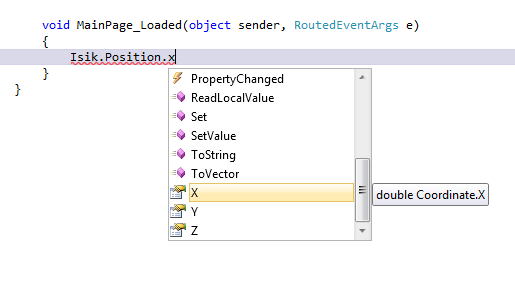 void MainPage_Loaded(object sender, RoutedEventArgs e)
{
Isik.Position.x
}
}
PropertyChanged
ReadLocalValue
Set
SetValue
ToString
ToVector
X
double Coordinate.X
Y
Z